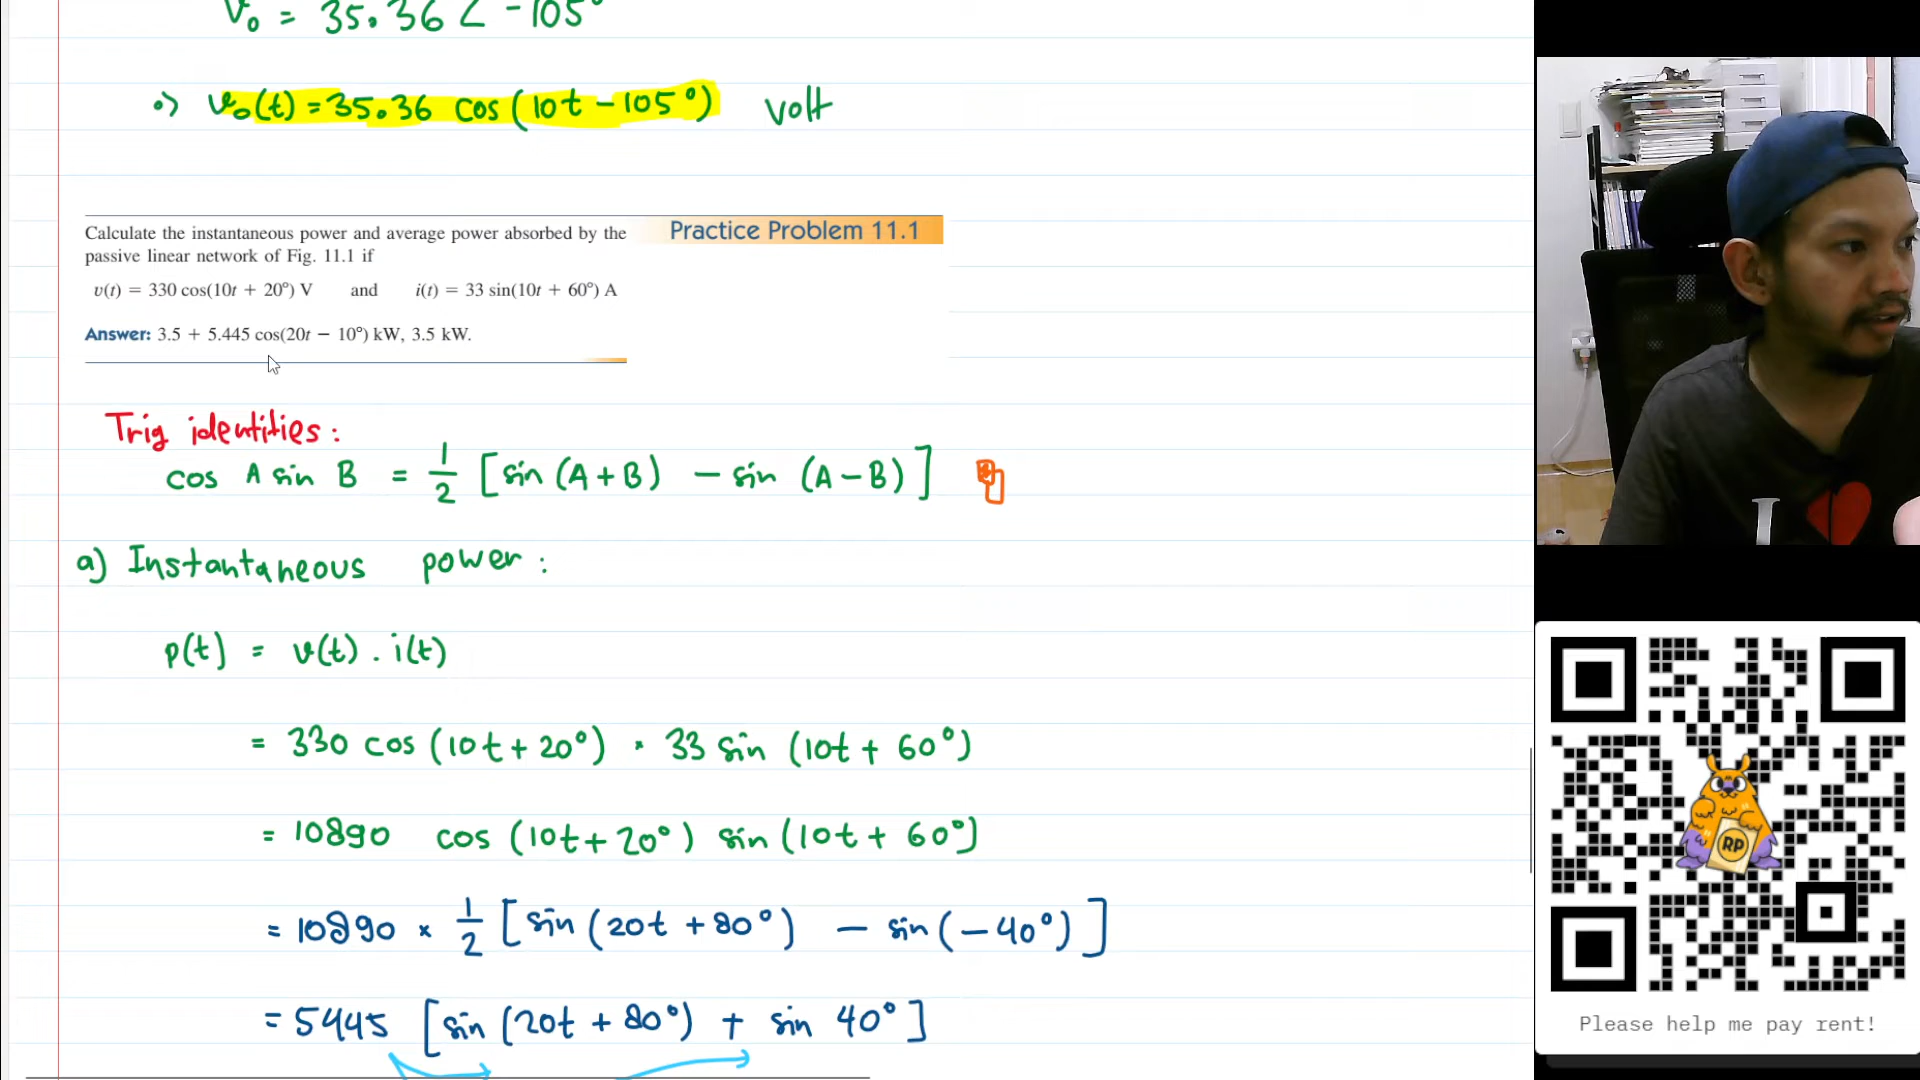 V₀ = 35.36 ∠ -105°
∘) v₀(t) = 35.36 cos (10t - 105°) volt
Practice Problem 11.1
Calculate the instantaneous power and average power absorbed by the
passive linear network of Fig. 11.1 if
v(t) = 330 cos(10t + 20°) V and i(t) = 33 sin(10t + 60°) A
Answer: 3.5 + 5.445 cos(20t − 10°) kW, 3.5 kW.
Trig identities:
cos A sin B = 1/2 [sin (A+B) - sin (A-B)]
a) Instantaneous power:
p(t) = v(t) . i(t)
= 330 cos (10t + 20°) · 33 sin (10t + 60°)
= 10890 cos (10t + 20°) sin (10t + 60°)
= 10890 × 1/2 [sin (20t + 80°) - sin (-40°)]
= 5445 [sin (20t + 80°) + sin 40°]
I
RP
Please help me pay rent!